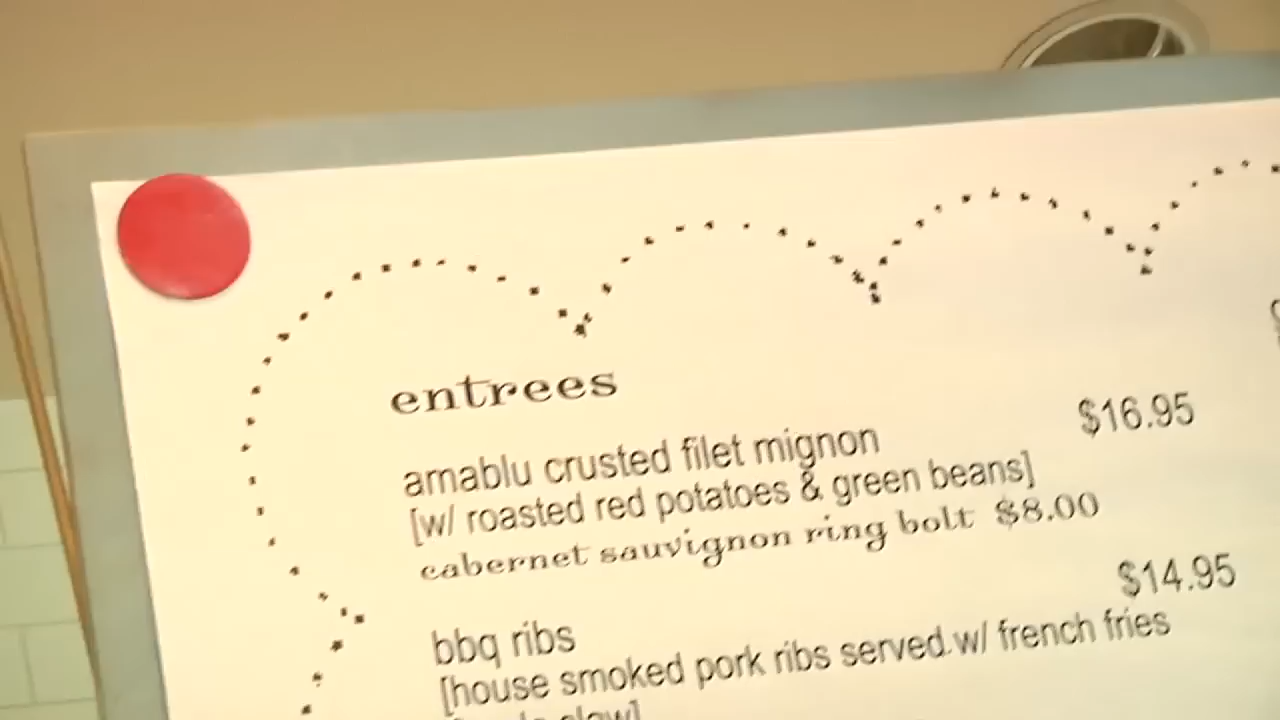 entrees
amablu crusted filet mignon $16.95
[w/ roasted red potatoes & green beans]
cabernet sauvignon ring bolt $8.00
bbq ribs $14.95
[house smoked pork ribs served w/ french fries
slaw]